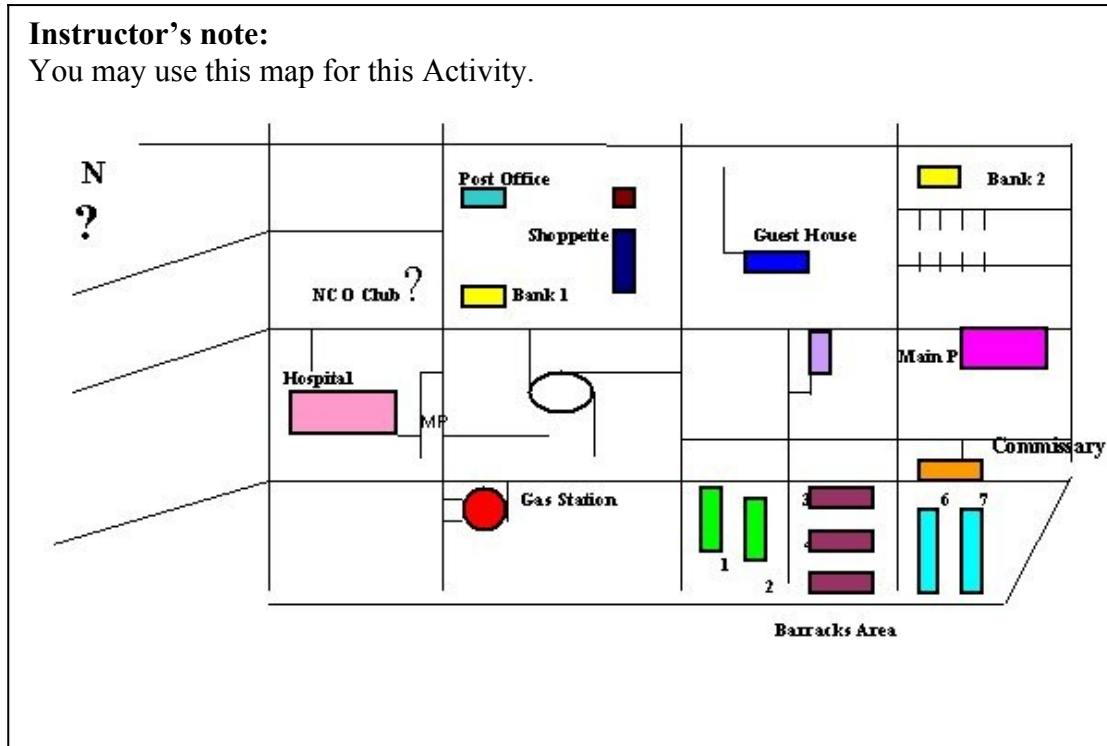 Instructor’s note:
You may use this map for this Activity.
N
?
Post Office
Bank 2
Shoppette
Guest House
NCO Club ?
Bank 1
Main P
Hospital
MP
Commissary
Gas Station
3
6
7
4
1
2
Barracks Area